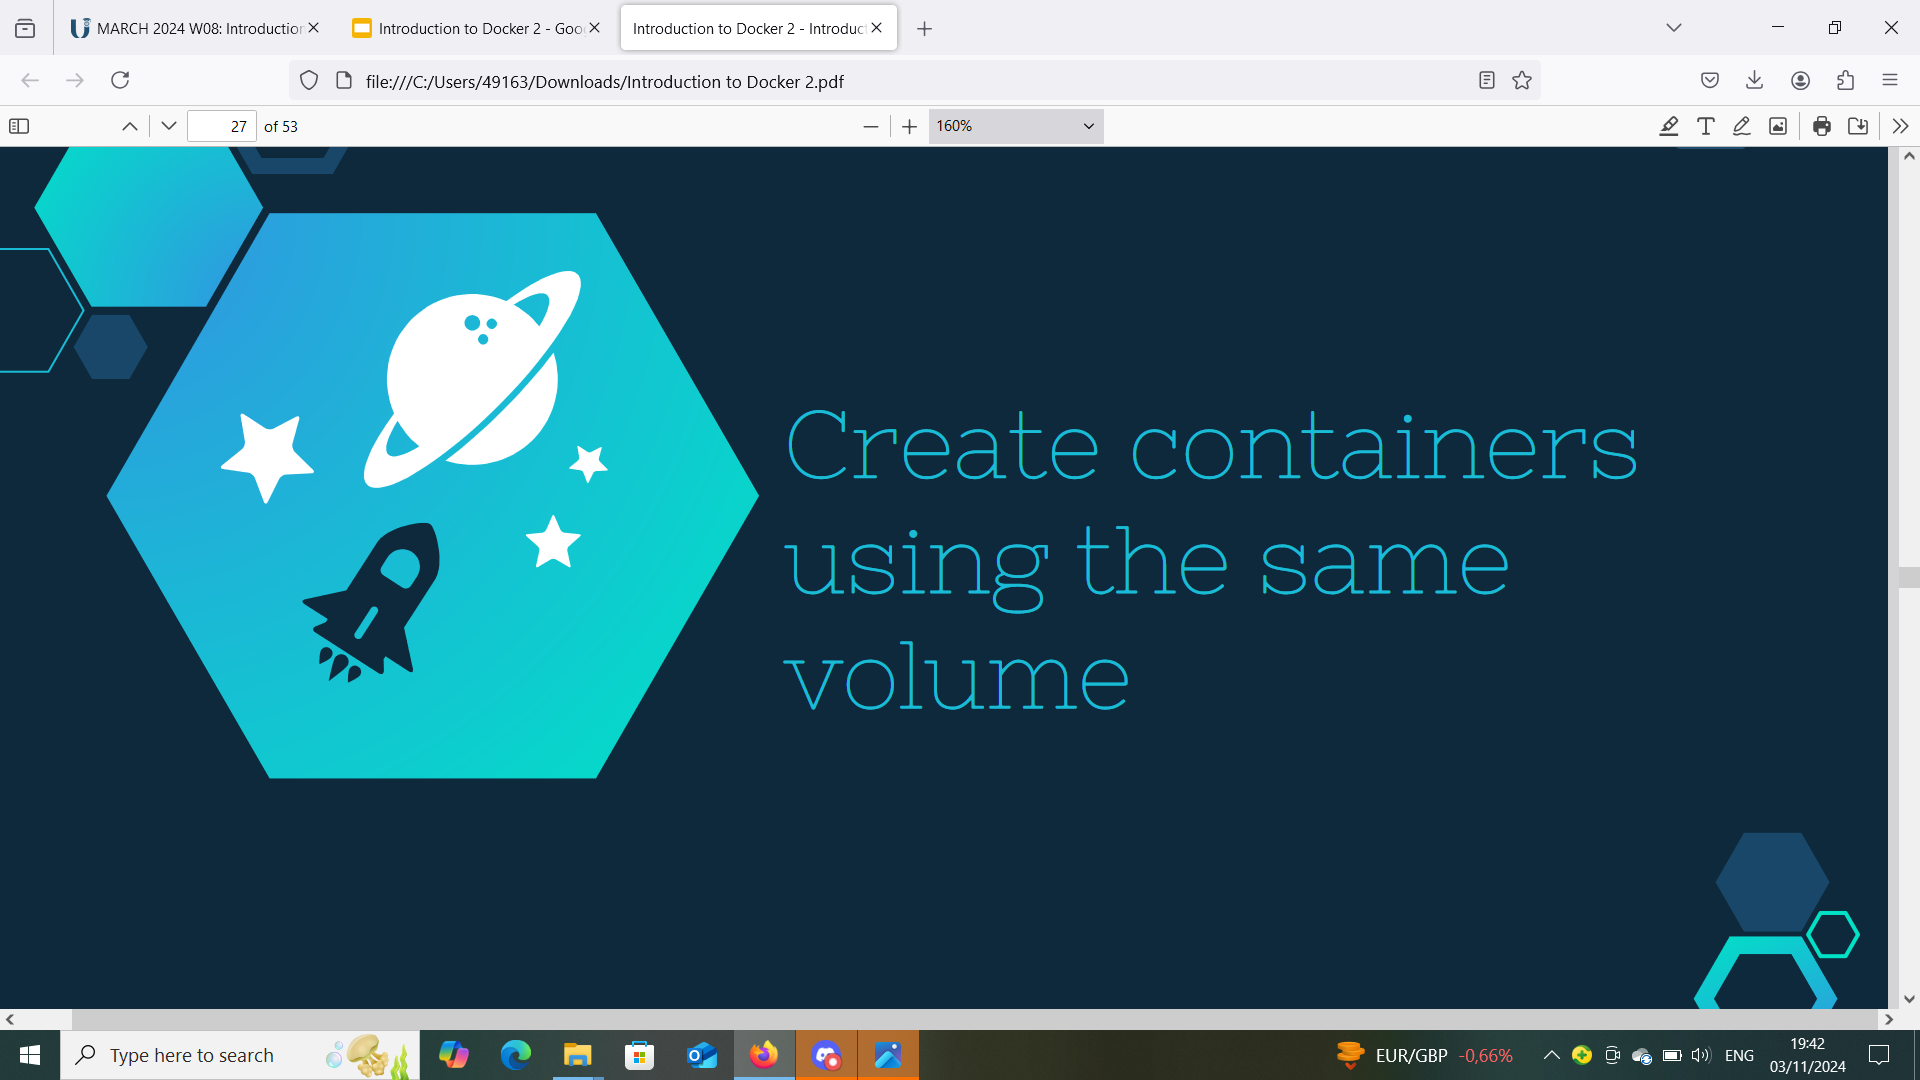 MARCH 2024 W08: Introduction
Introduction to Docker 2 - Goo
Introduction to Docker 2 - Introduc
file:///C:/Users/49163/Downloads/Introduction to Docker 2.pdf
27 of 53
160%
Create containers
using the same
volume
Type here to search
EUR/GBP -0,66%
ENG
19:42
03/11/2024